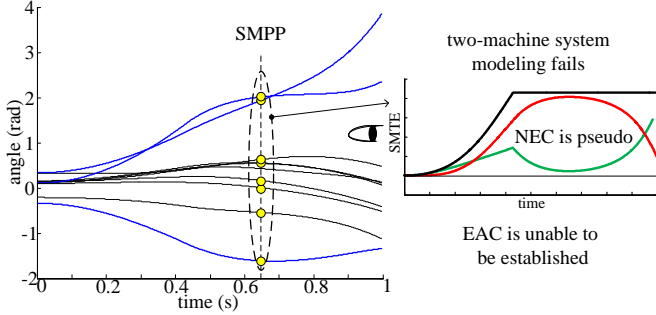 4
3
2
1
0
-1
-2
angle (rad)
0
0.2
0.4
0.6
0.8
1
time (s)
SMPP
two-machine system
modeling fails
SMTE
NEC is pseudo
time
EAC is unable to
be established